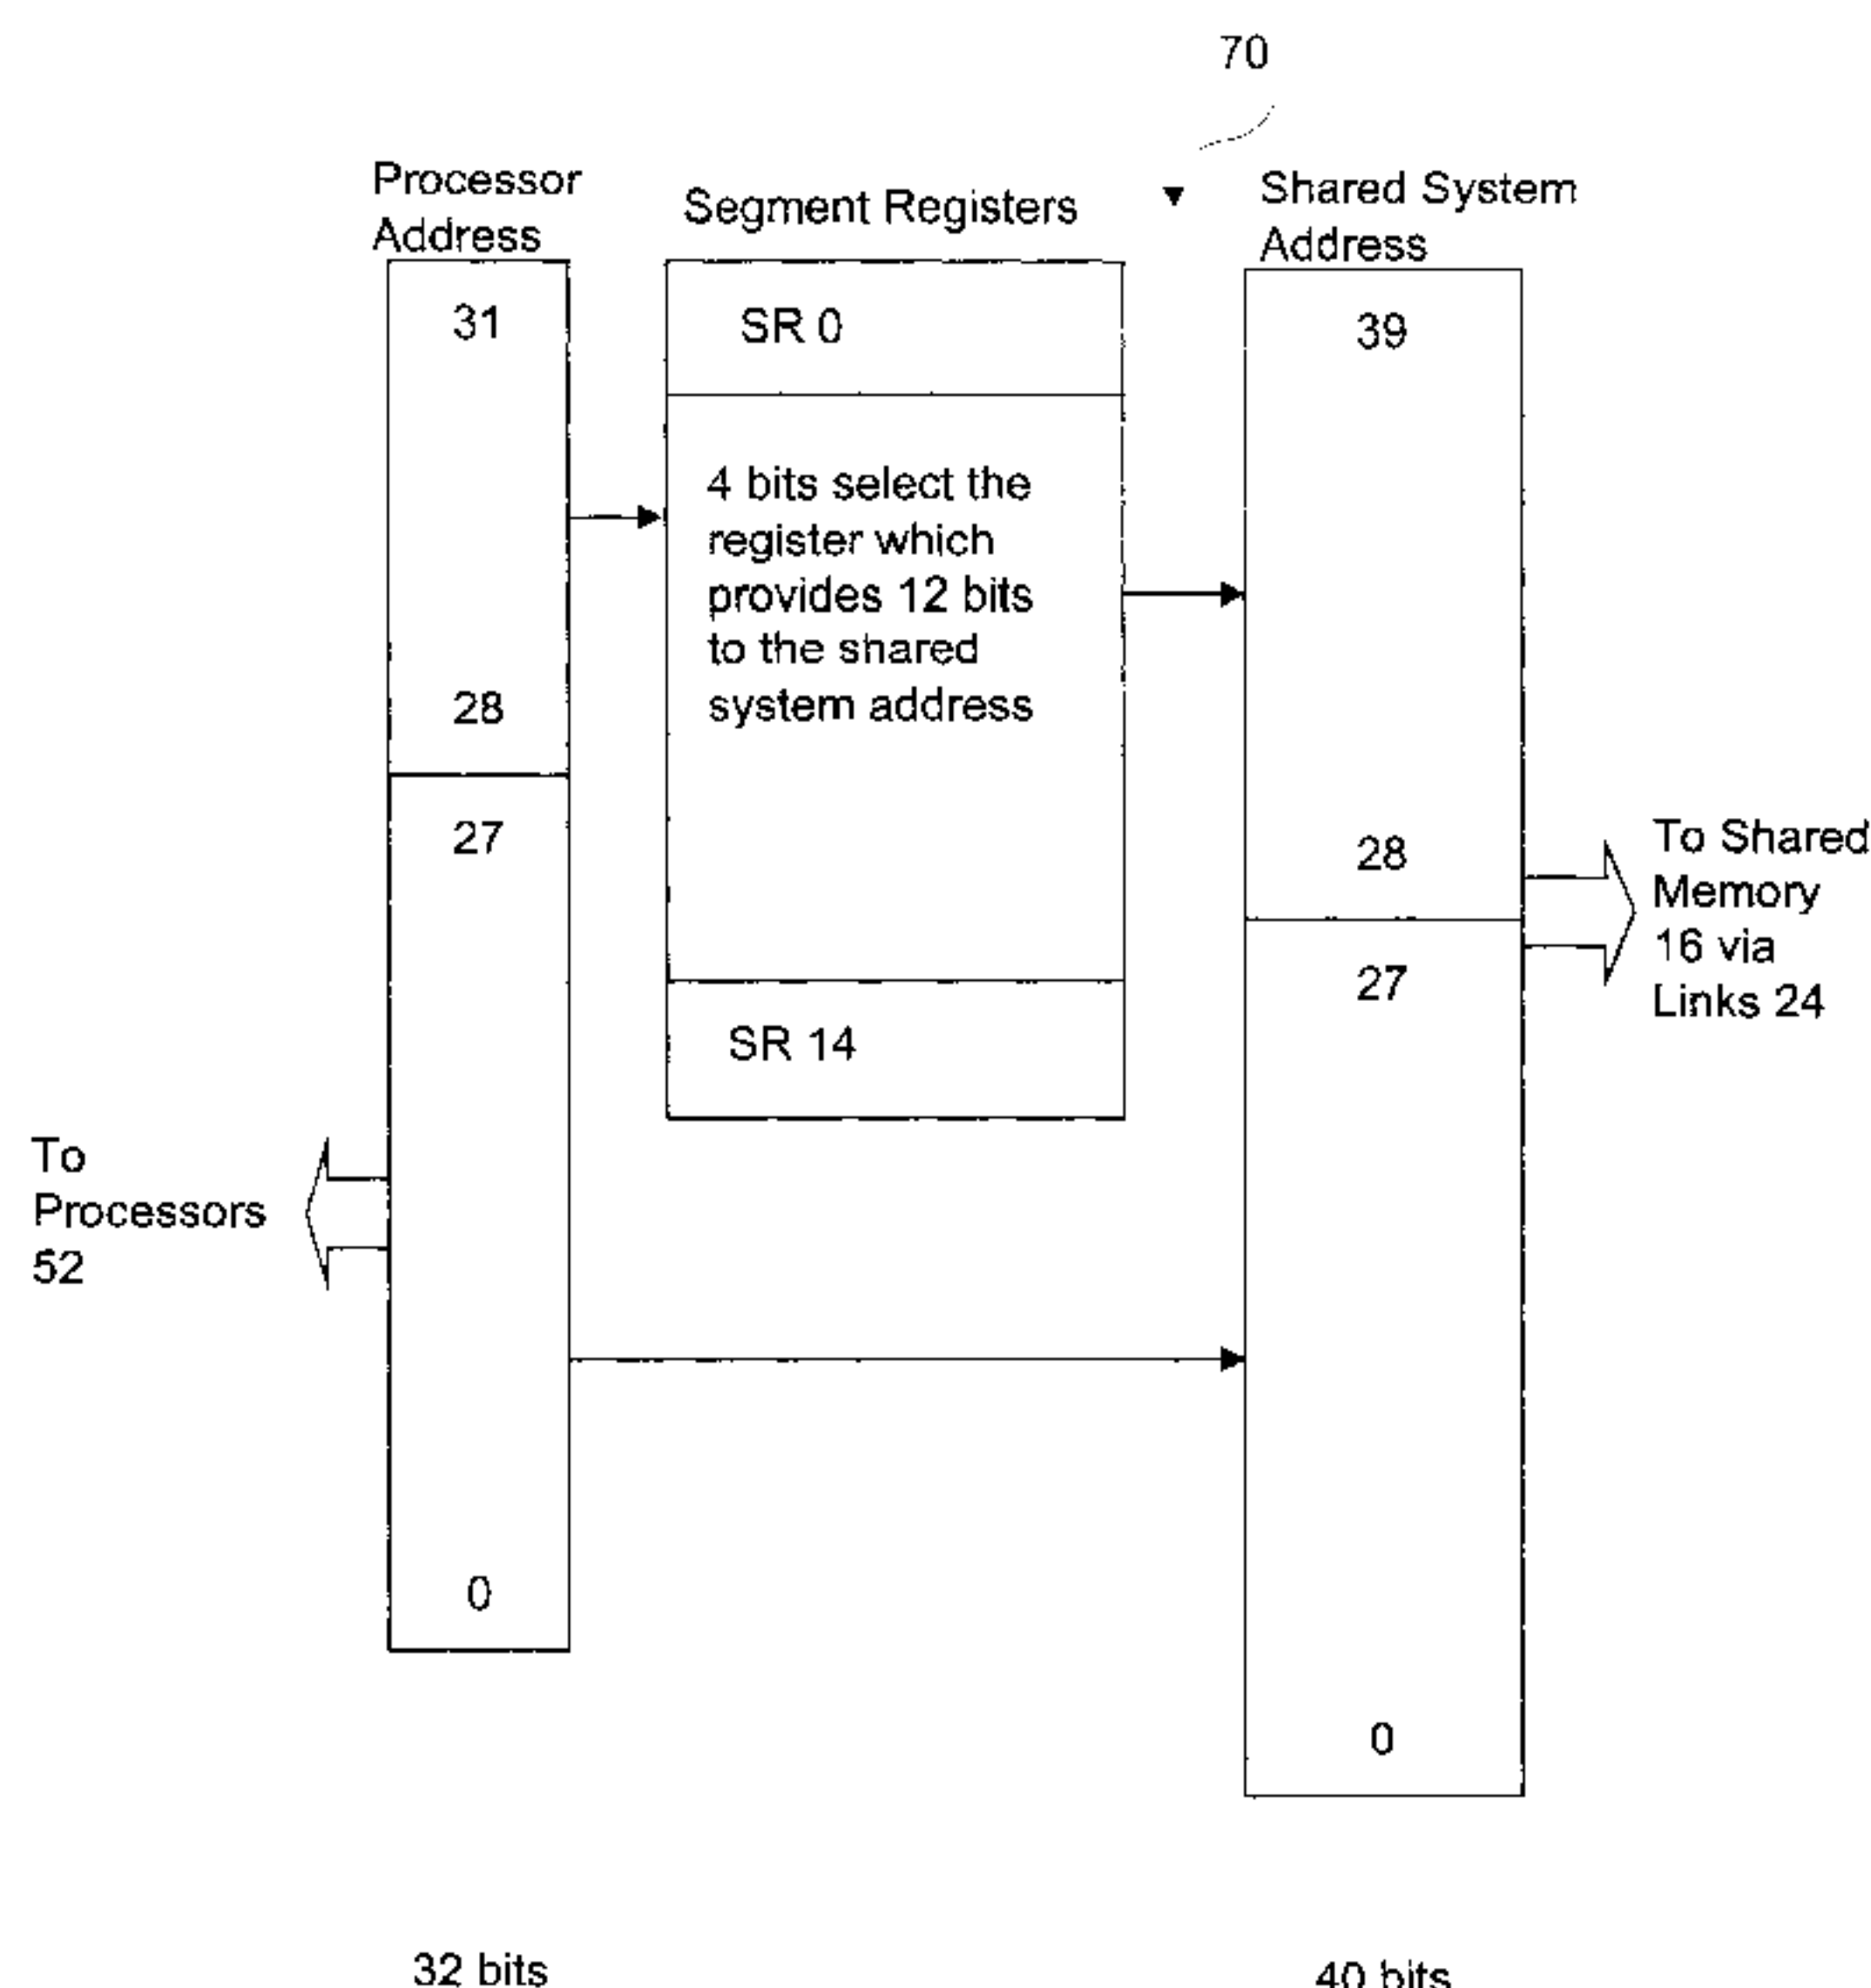 70
Processor
Address
Segment Registers
Shared System
Address
31
SR 0
39
4 bits select the
register which
provides 12 bits
to the shared
system address
28
27
28
27
To Shared
Memory
16 via
Links 24
SR 14
To
Processors
52
0
0
32 bits
40 bits